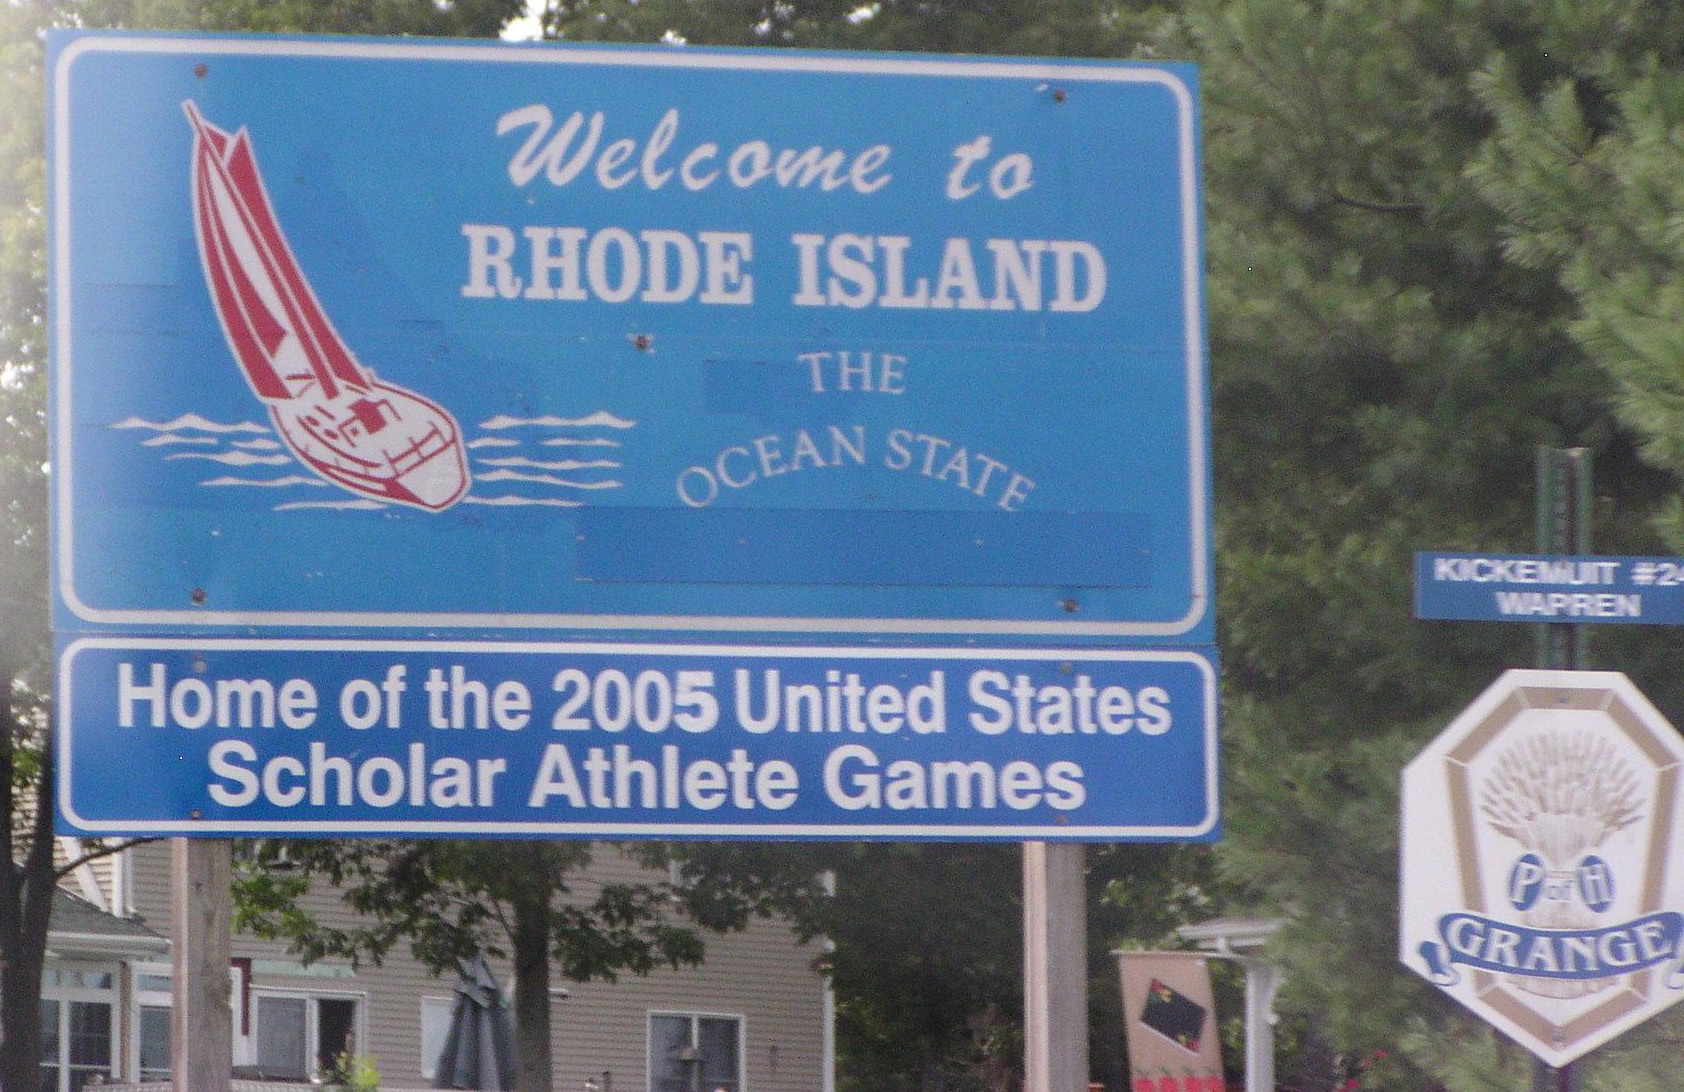 Welcome to
RHODE ISLAND
THE
OCEAN STATE
Home of the 2005 United States
Scholar Athlete Games
KICKEMUIT #24
WARREN
P of H
GRANGE